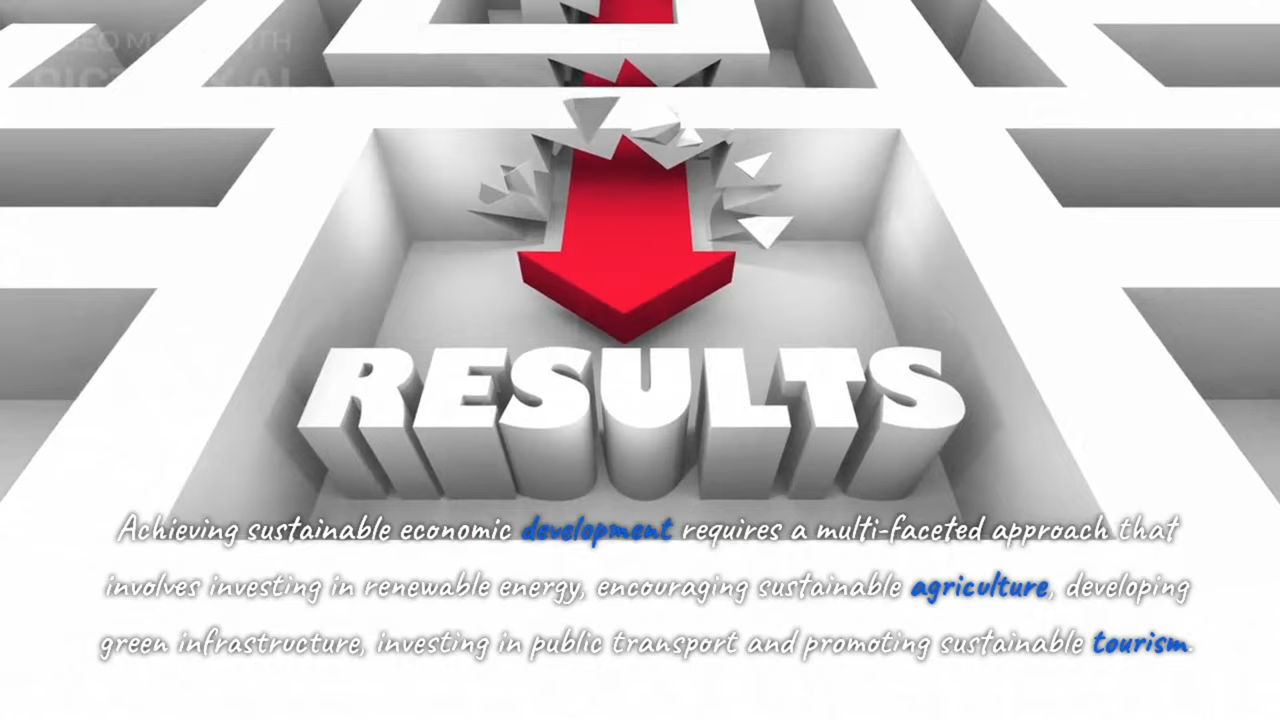 RESULTS
Achieving sustainable economic development requires a multi-faceted approach that
involves investing in renewable energy, encouraging sustainable agriculture, developing
green infrastructure, investing in public transport and promoting sustainable tourism.